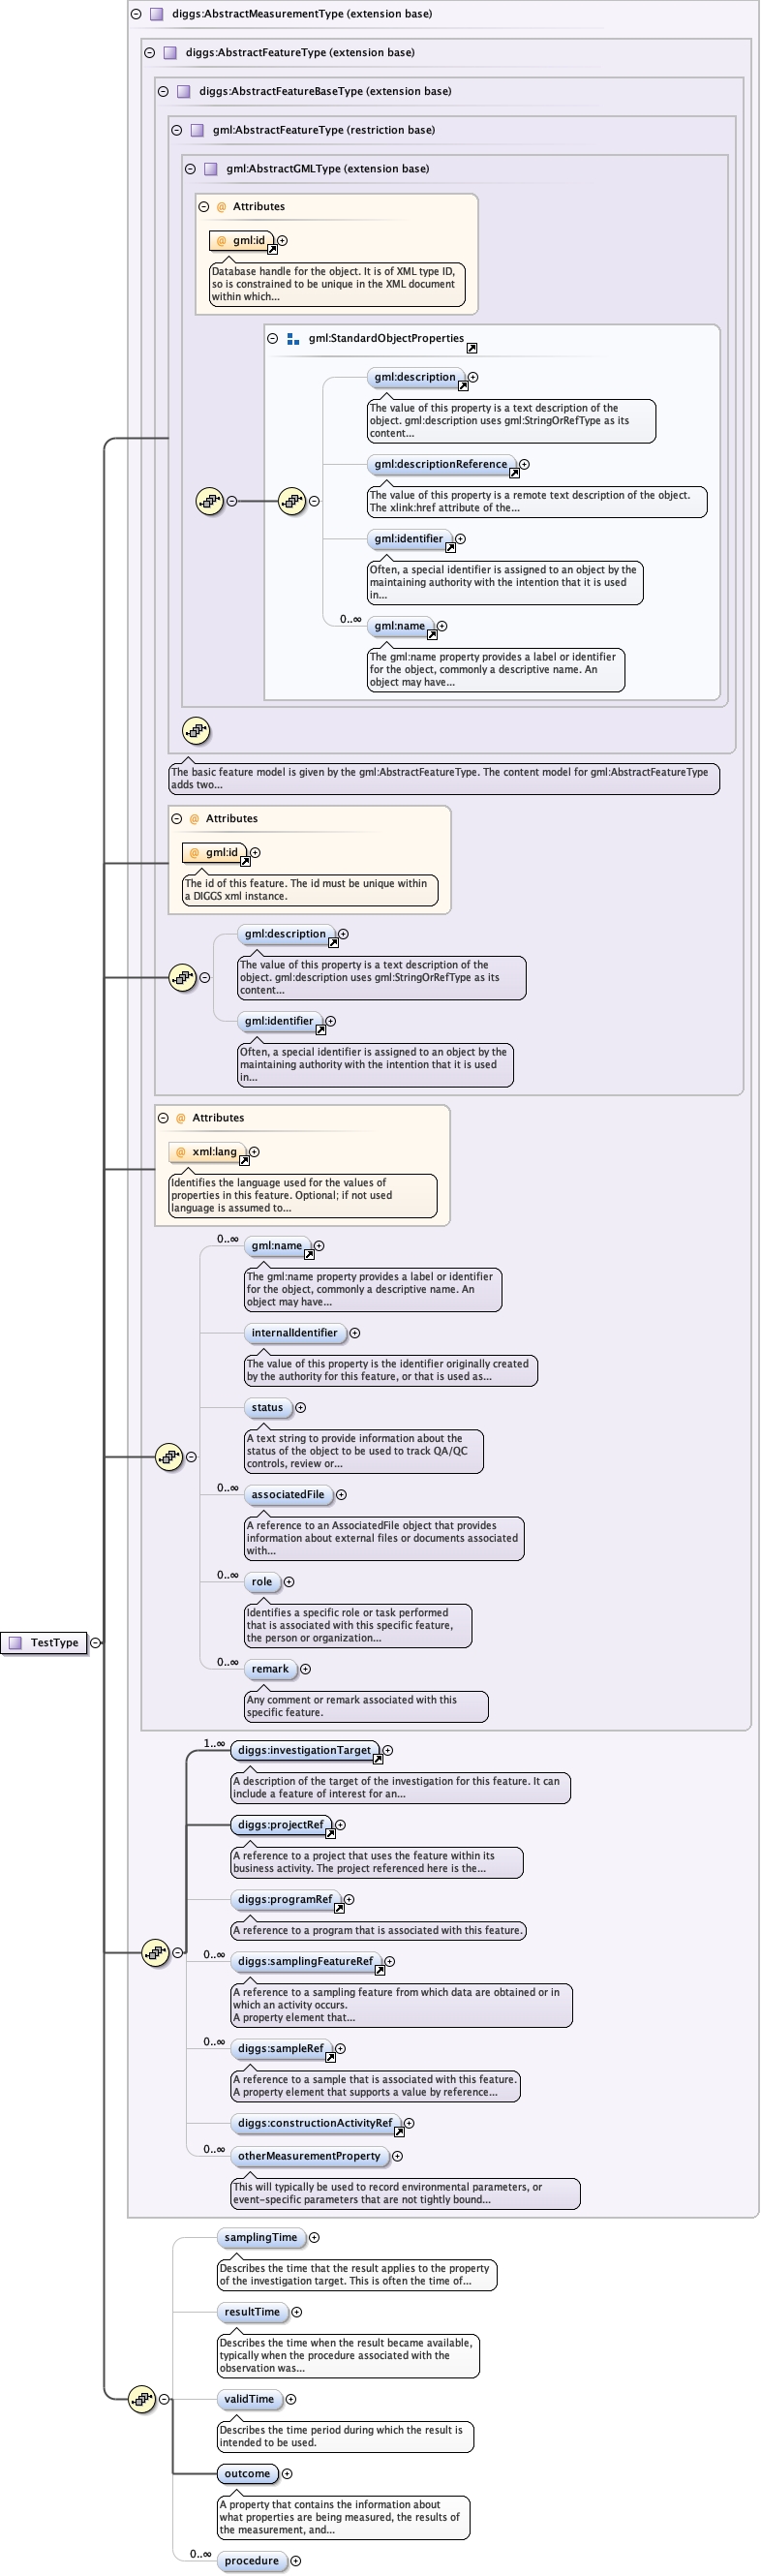 diggs:AbstractMeasurementType (extension base)
diggs:AbstractFeatureType (extension base)
diggs:AbstractFeatureBaseType (extension base)
gml:AbstractFeatureType (restriction base)
gml:AbstractGMLType (extension base)
@ Attributes
@ gml:id
Database handle for the object. It is of XML type ID,
so is constrained to be unique in the XML document
within which...
gml:StandardObjectProperties
gml:description
The value of this property is a text description of the
object. gml:description uses gml:StringOrRefType as its
content...
gml:descriptionReference
The value of this property is a remote text description of the object.
The xlink:href attribute of the...
gml:identifier
Often, a special identifier is assigned to an object by the
maintaining authority with the intention that it is used
in...
0..∞
gml:name
The gml:name property provides a label or identifier
for the object, commonly a descriptive name. An
object may have...
The basic feature model is given by the gml:AbstractFeatureType. The content model for gml:AbstractFeatureType
adds two...
@ Attributes
@ gml:id
The id of this feature. The id must be unique within
a DIGGS xml instance.
gml:description
The value of this property is a text description of the
object. gml:description uses gml:StringOrRefType as its
content...
gml:identifier
Often, a special identifier is assigned to an object by the
maintaining authority with the intention that it is used
in...
@ Attributes
@ xml:lang
Identifies the language used for the values of
properties in this feature. Optional; if not used
language is assumed to...
0..∞
gml:name
The gml:name property provides a label or identifier
for the object, commonly a descriptive name. An
object may have...
internalIdentifier
The value of this property is the identifier originally created
by the authority for this feature, or that is used as...
status
A text string to provide information about the
status of the object to be used to track QA/QC
controls, review or...
0..∞
associatedFile
A reference to an AssociatedFile object that provides
information about external files or documents associated
with...
0..∞
role
Identifies a specific role or task performed
that is associated with this specific feature,
the person or organization...
TestType
0..∞
remark
Any comment or remark associated with this
specific feature.
1..∞
diggs:investigationTarget
A description of the target of the investigation for this feature. It can
include a feature of interest for an...
diggs:projectRef
A reference to a project that uses the feature within its
business activity. The project referenced here is the...
diggs:programRef
A reference to a program that is associated with this feature.
0..∞
diggs:samplingFeatureRef
A reference to a sampling feature from which data are obtained or in
which an activity occurs.
A property element that...
0..∞
diggs:sampleRef
A reference to a sample that is associated with this feature.
A property element that supports a value by reference...
diggs:constructionActivityRef
0..∞
otherMeasurementProperty
This will typically be used to record environmental parameters, or
event-specific parameters that are not tightly bound...
samplingTime
Describes the time that the result applies to the property
of the investigation target. This is often the time of...
resultTime
Describes the time when the result became available,
typically when the procedure associated with the
observation was...
validTime
Describes the time period during which the result is
intended to be used.
outcome
A property that contains the information about
what properties are being measured, the results of
the measurement, and...
0..∞
procedure